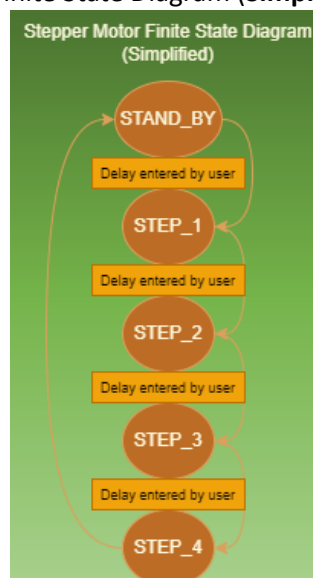 Stepper Motor Finite State Diagram
(Simplified)
STAND_BY
Delay entered by user
STEP_1
Delay entered by user
STEP_2
Delay entered by user
STEP_3
Delay entered by user
STEP_4